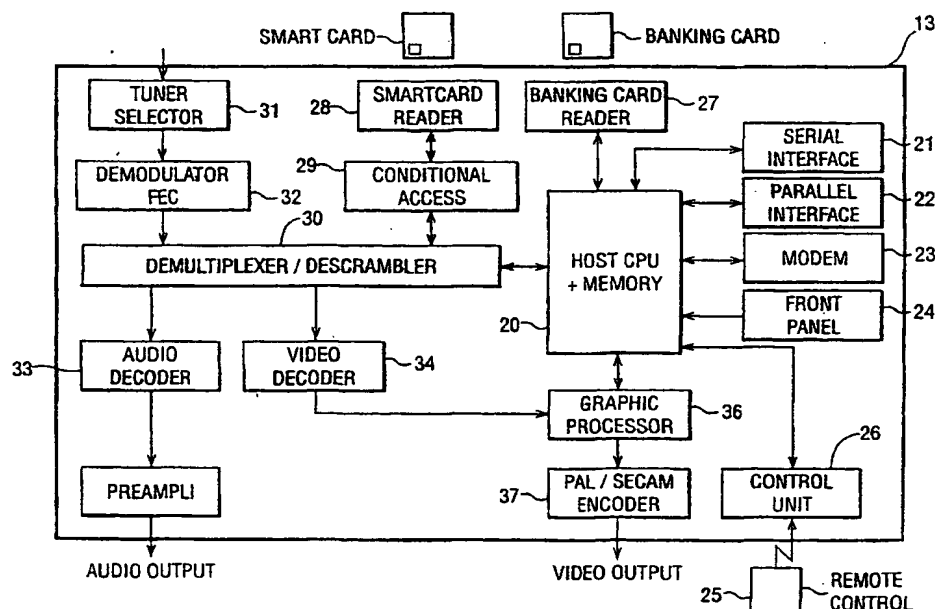 SMART CARD
BANKING CARD
13
TUNER
SELECTOR
31
28
SMARTCARD
READER
BANKING CARD
READER
27
SERIAL
INTERFACE
21
DEMODULATOR
FEC
32
29
CONDITIONAL
ACCESS
PARALLEL
INTERFACE
22
30
DEMULTIPLEXER / DESCRAMBLER
HOST CPU
+ MEMORY
20
MODEM
23
FRONT
PANEL
24
33
AUDIO
DECODER
VIDEO
DECODER
34
GRAPHIC
PROCESSOR
36
26
PREAMPLI
37
PAL / SECAM
ENCODER
CONTROL
UNIT
AUDIO OUTPUT
VIDEO OUTPUT
25
REMOTE
CONTROL